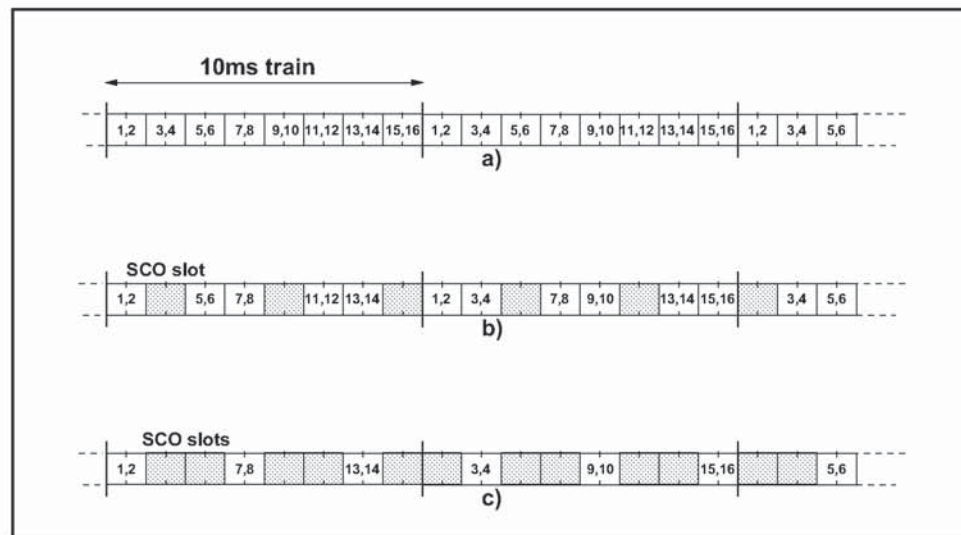 10ms train
1,2 3,4 5,6 7,8 9,10 11,12 13,14 15,16 1,2 3,4 5,6 7,8 9,10 11,12 13,14 15,16 1,2 3,4 5,6
a)
SCO slot
1,2 5,6 7,8 11,12 13,14 1,2 3,4 7,8 9,10 13,14 15,16 3,4 5,6
b)
SCO slots
1,2 7,8 13,14 3,4 9,10 15,16 5,6
c)